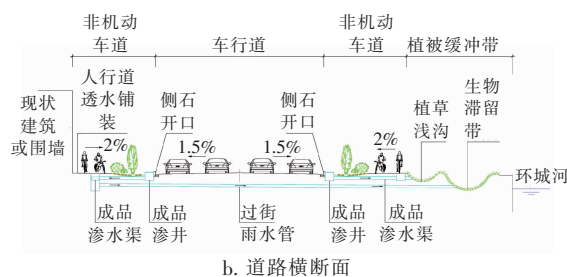 非机动
车道
车行道
非机动
车道
植被缓冲带
现状
建筑
或围墙
人行道
透水铺
装
2%
侧石
开口
1.5%
1.5%
侧石
开口
2%
植草
浅沟
生物
滞留
带
环城河
成品
渗水渠
成品
渗井
过街
雨水管
成品
渗井
成品
渗水渠
b. 道路横断面